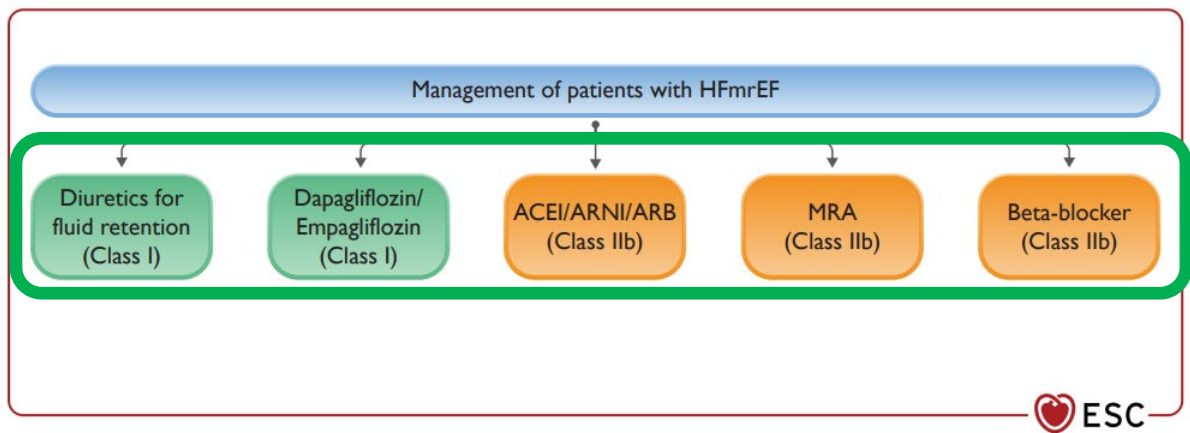 Management of patients with HFmrEF
Diuretics for
fluid retention
(Class I)
Dapagliflozin/
Empagliflozin
(Class I)
ACEI/ARNI/ARB
(Class IIb)
MRA
(Class IIb)
Beta-blocker
(Class IIb)
ESC